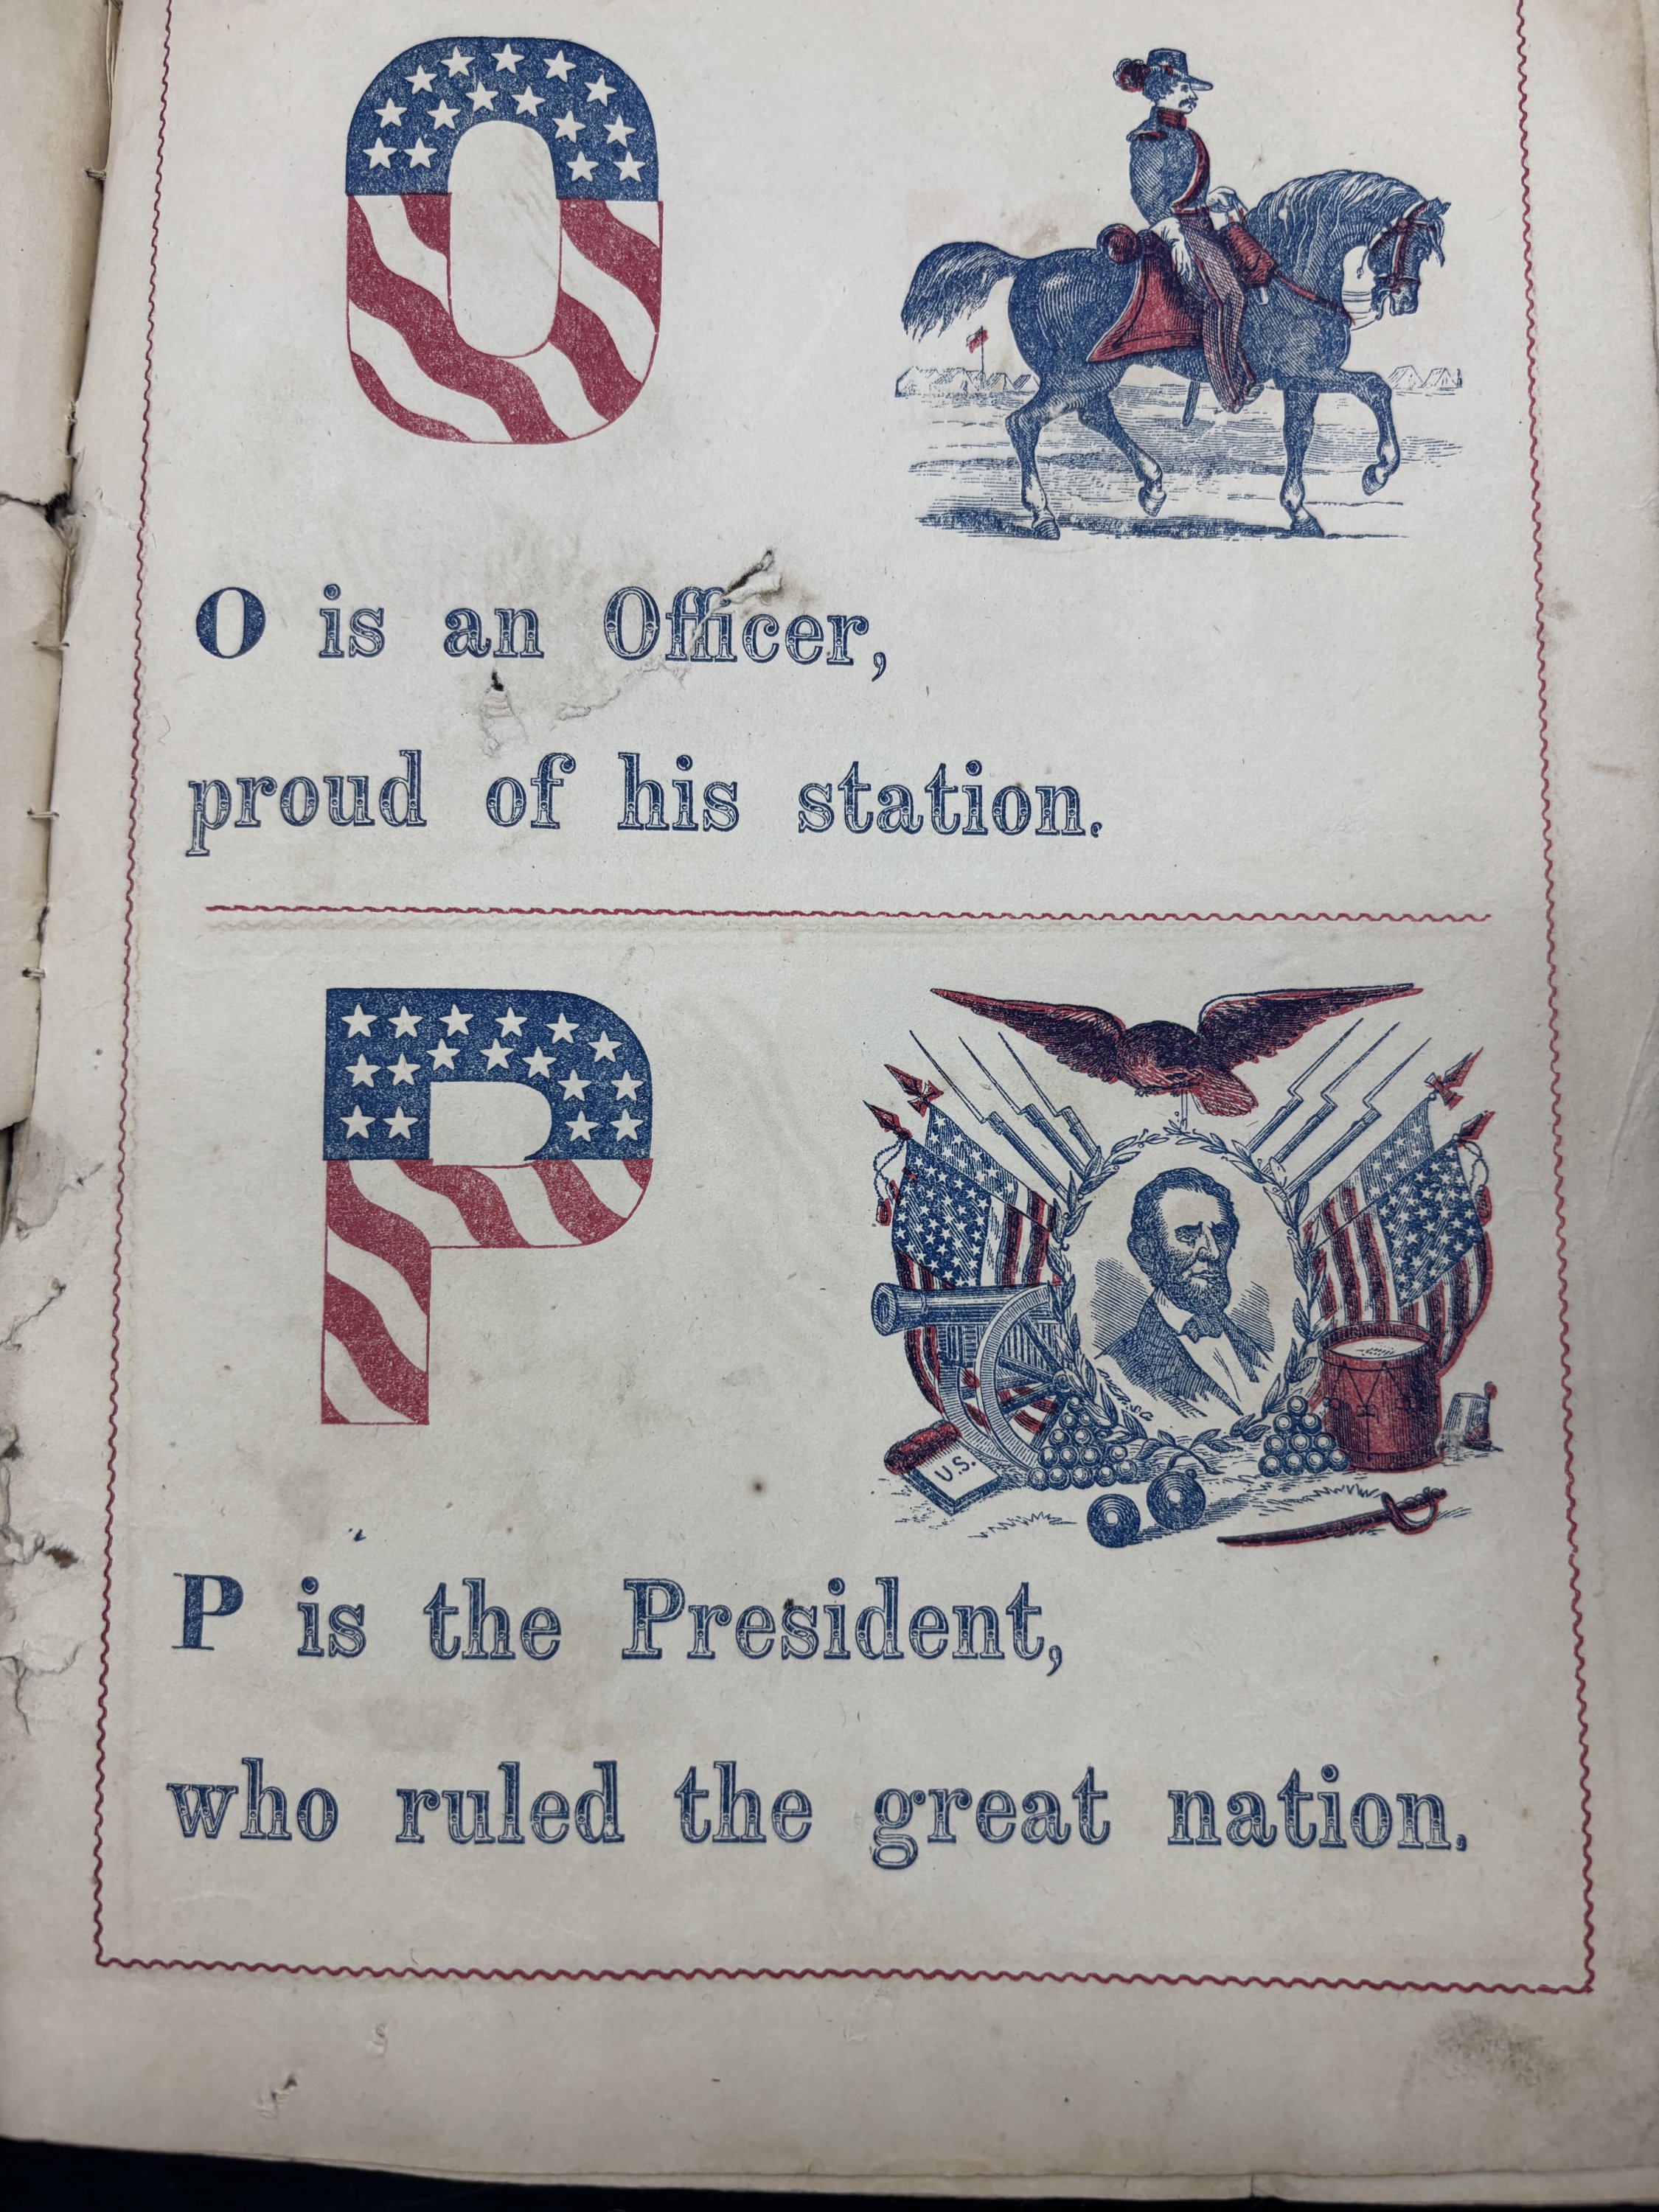 O
O is an Officer,
proud of his station.
P
U.S.
P is the President,
who ruled the great nation.